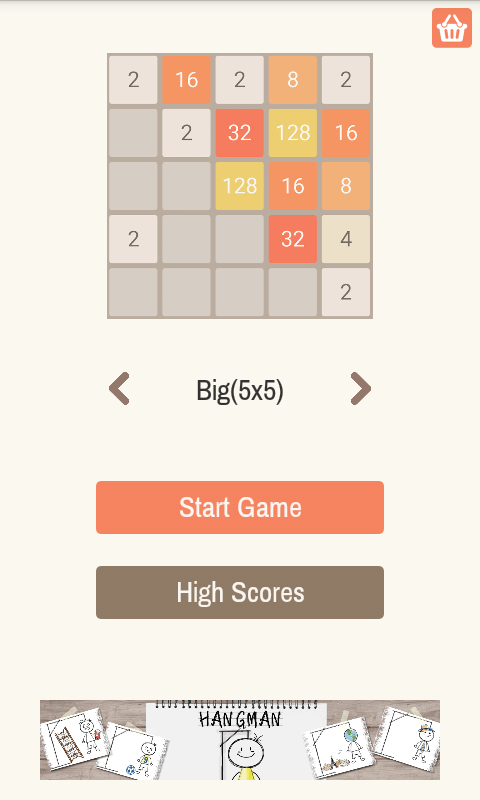 2 16 2 8 2
2 32 128 16
128 16 8
2 32 4
2
Big(5x5)
Start Game
High Scores
HANGMAN